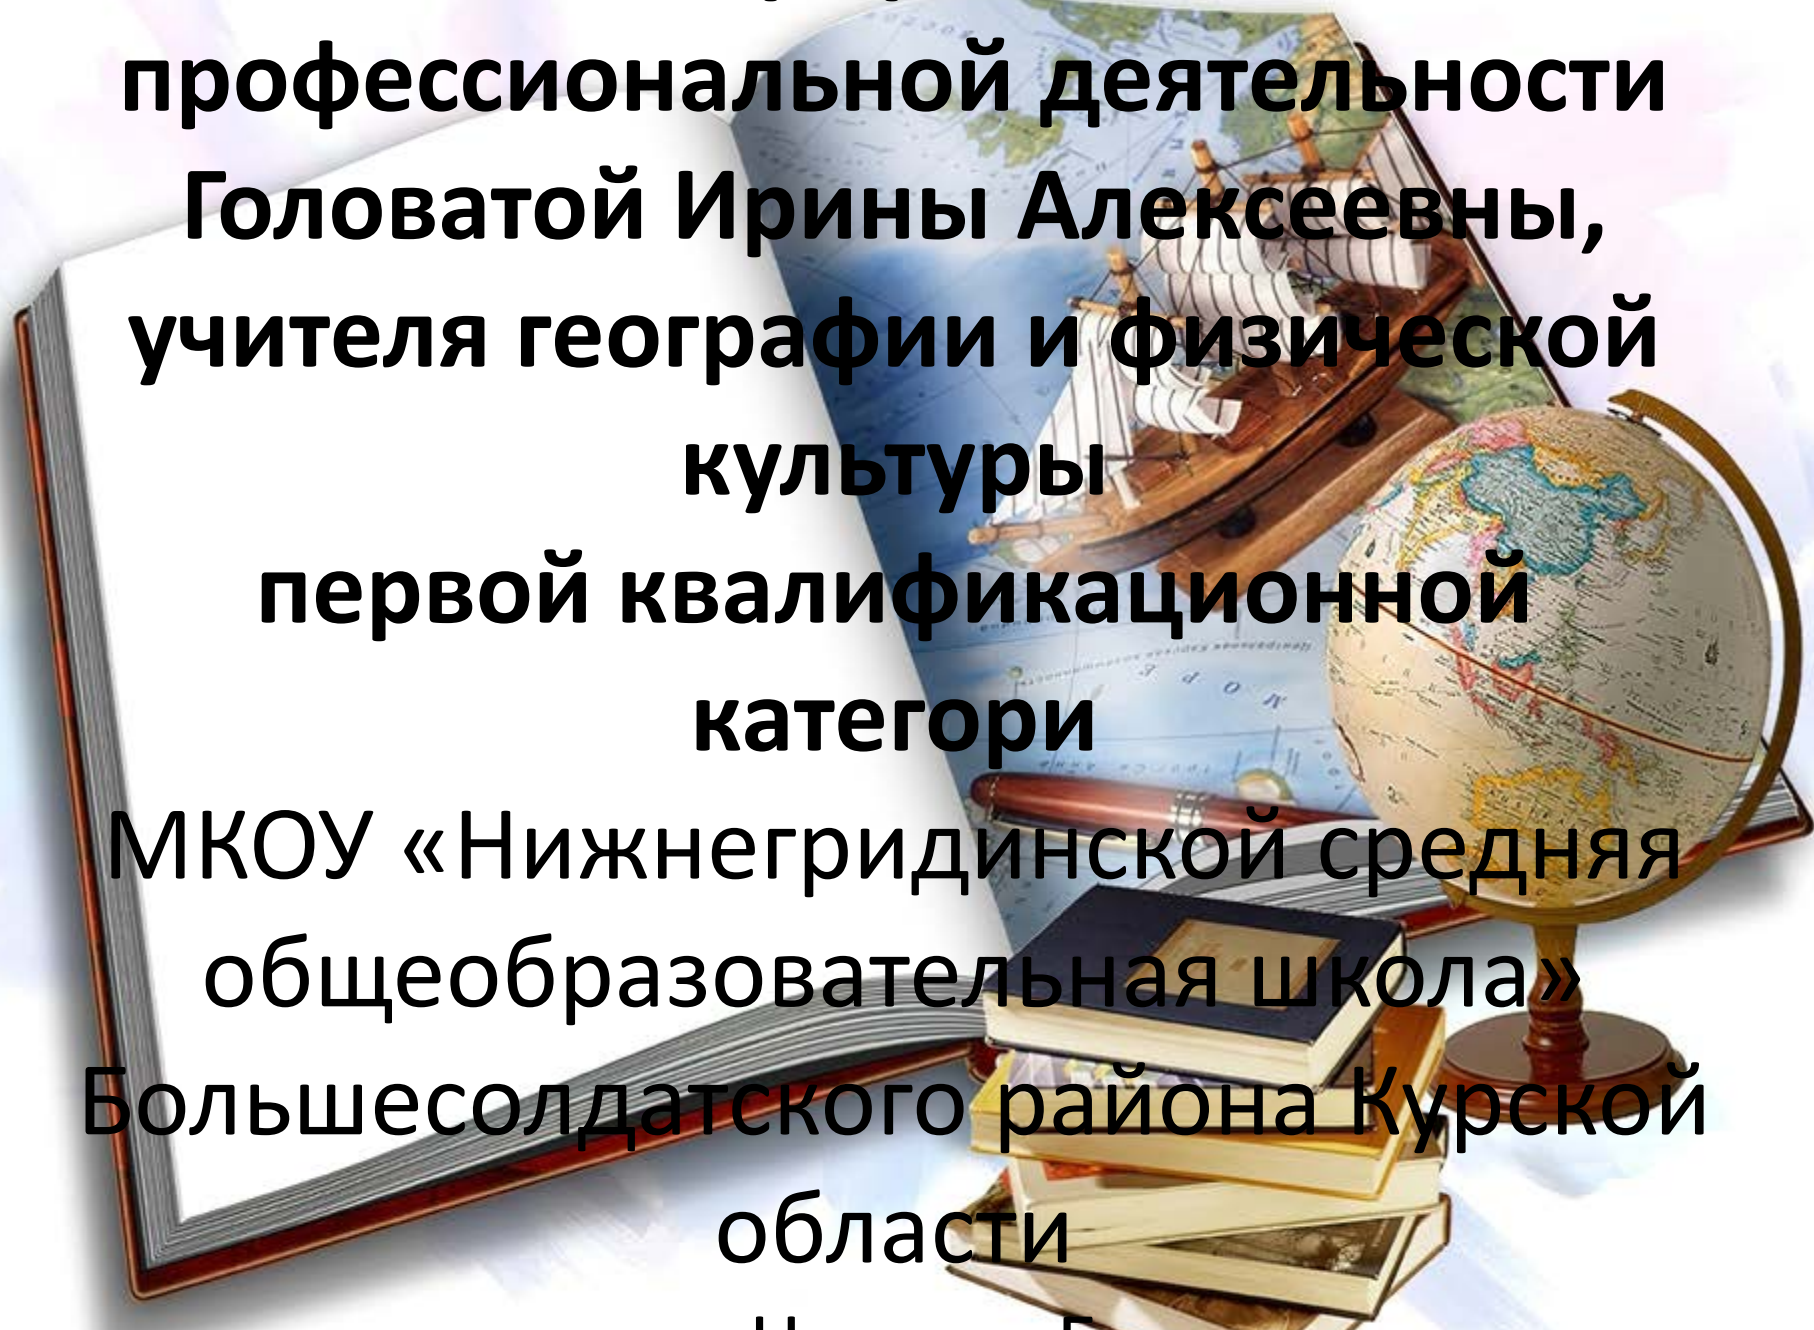 профессиональной деятельности
Головатой Ирины Алексеевны,
учителя географии и физической
культуры
первой квалификационной
категори
МКОУ «Нижнегридинской средняя
общеобразовательная школа»
Большесолдатского района Курской
области